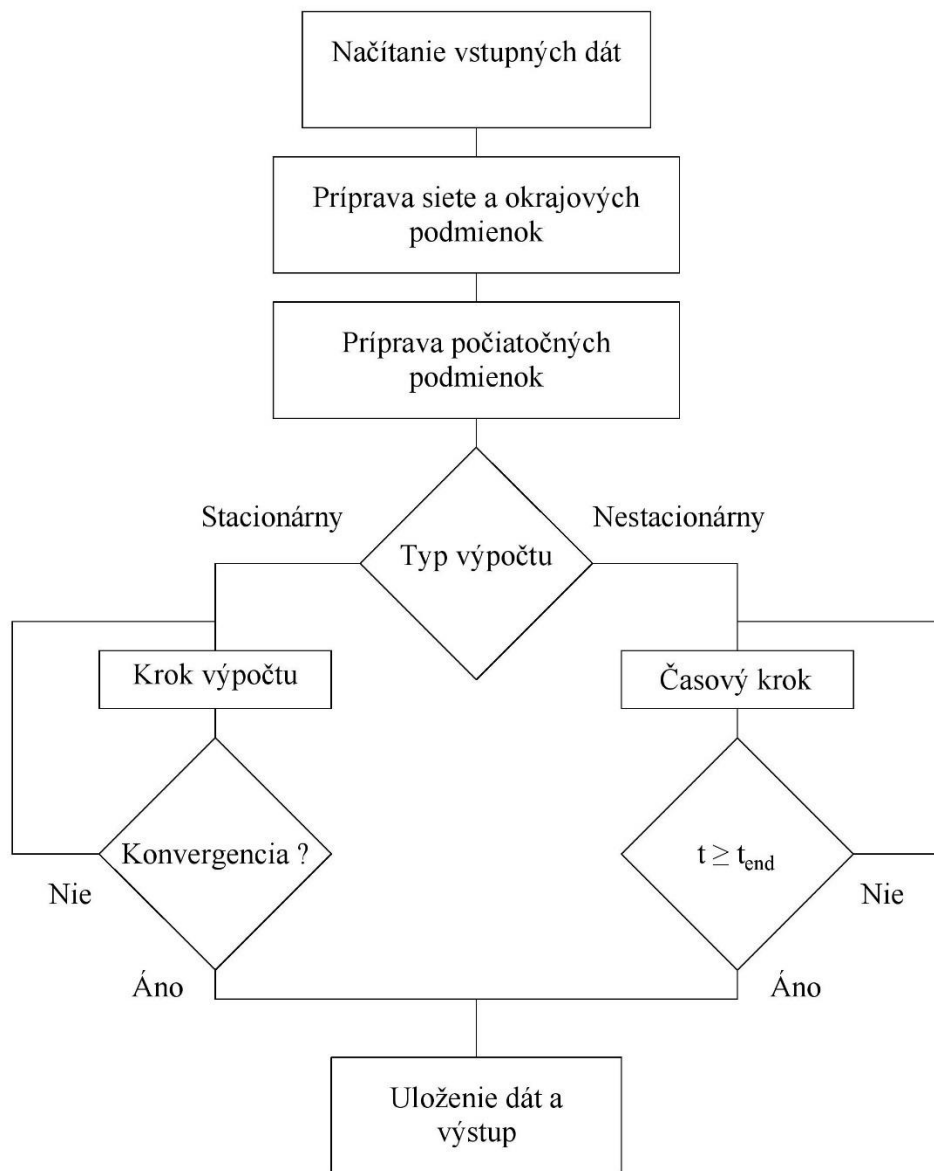 Načítanie vstupných dát
Príprava siete a okrajových
podmienok
Príprava počiatočných
podmienok
Stacionárny
Nestacionárny
Typ výpočtu
Krok výpočtu
Časový krok
Konvergencia ?
t ≥ t_end
Nie
Nie
Áno
Áno
Uloženie dát a
výstup